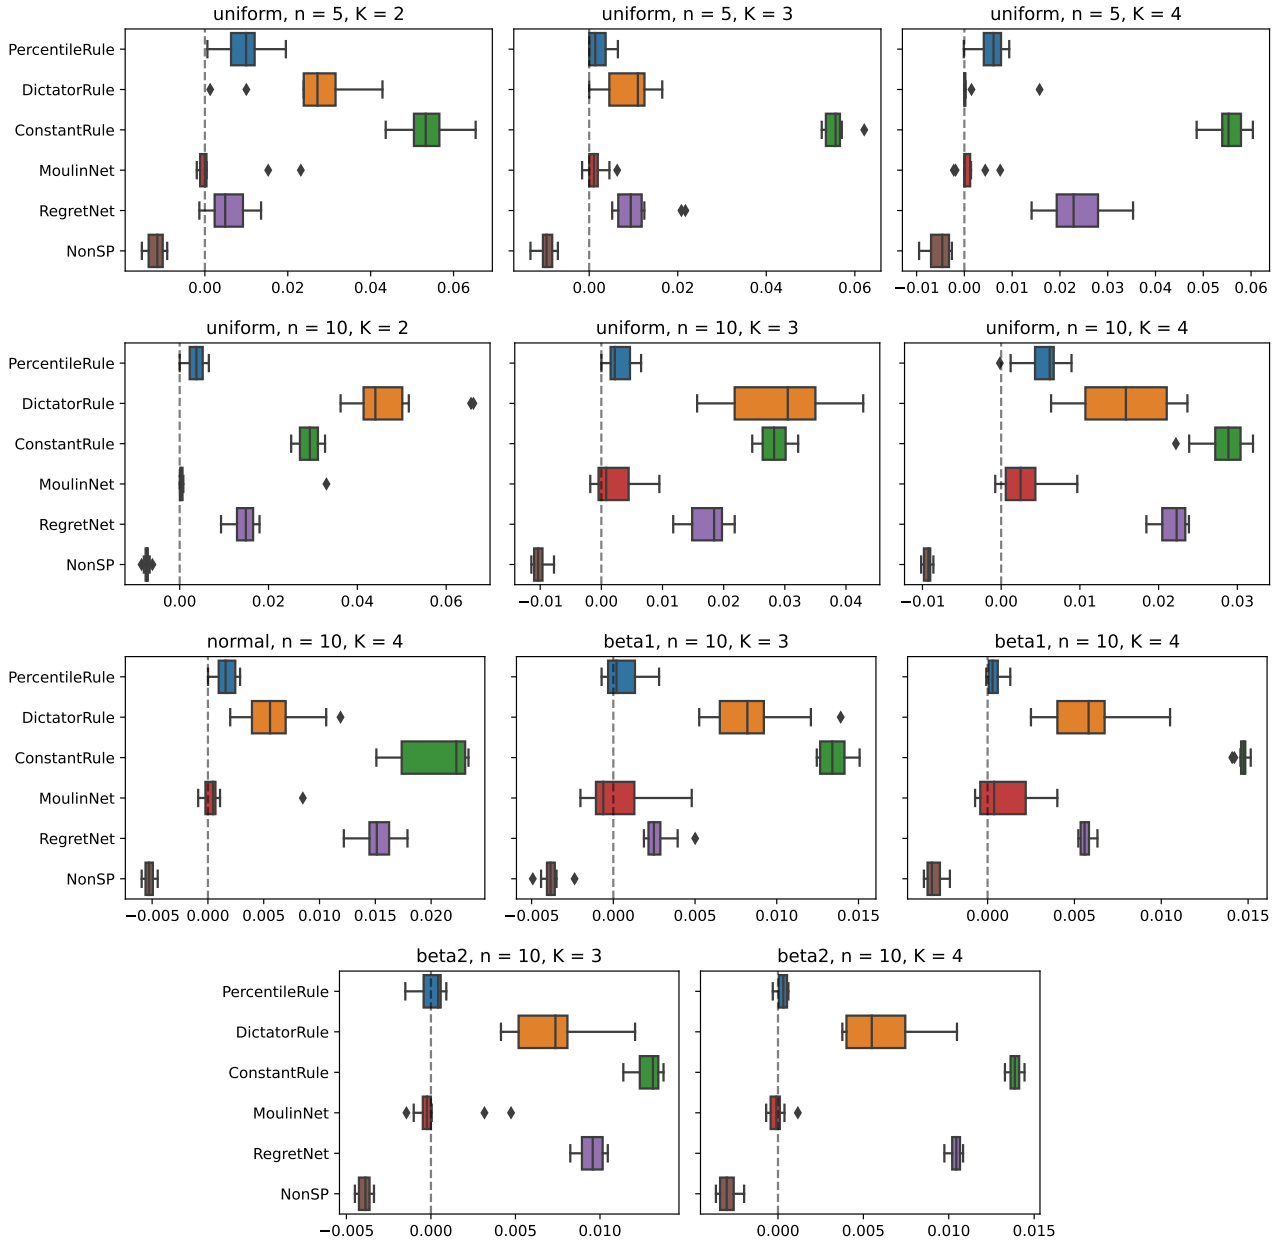 uniform, n = 5, K = 2
uniform, n = 5, K = 3
uniform, n = 5, K = 4
PercentileRule
DictatorRule
ConstantRule
MoulinNet
RegretNet
NonSP
0.00 0.02 0.04 0.06
0.00 0.02 0.04 0.06
−0.01 0.00 0.01 0.02 0.03 0.04 0.05 0.06
uniform, n = 10, K = 2
uniform, n = 10, K = 3
uniform, n = 10, K = 4
PercentileRule
DictatorRule
ConstantRule
MoulinNet
RegretNet
NonSP
0.00 0.02 0.04 0.06
−0.01 0.00 0.01 0.02 0.03 0.04
−0.01 0.00 0.01 0.02 0.03
normal, n = 10, K = 4
beta1, n = 10, K = 3
beta1, n = 10, K = 4
PercentileRule
DictatorRule
ConstantRule
MoulinNet
RegretNet
NonSP
−0.005 0.000 0.005 0.010 0.015 0.020
−0.005 0.000 0.005 0.010 0.015
0.000 0.005 0.010 0.015
beta2, n = 10, K = 3
beta2, n = 10, K = 4
PercentileRule
DictatorRule
ConstantRule
MoulinNet
RegretNet
NonSP
−0.005 0.000 0.005 0.010
0.000 0.005 0.010 0.015